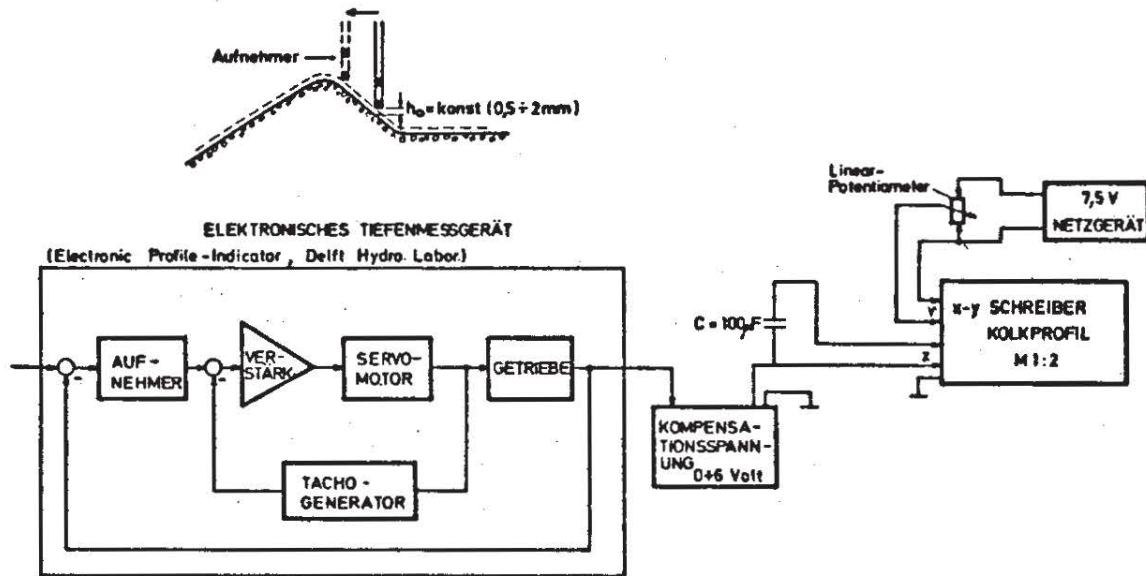 Aufnehmer
h₀=konst (0,5÷2mm)
Linear-
Potentiometer
7,5 V
NETZGERÄT
ELEKTRONISCHES TIEFENMESSGERÄT
(Electronic Profile-Indicator, Delft Hydro. Labor.)
AUF-
NEHMER
VER-
STÄRK.
SERVO-
MOTOR
GETRIEBE
TACHO-
GENERATOR
C = 100µF
KOMPENSA-
TIONSSPANN-
UNG
0÷6 Volt
Y
x-y SCHREIBER
KOLKPROFIL
M 1:2
X